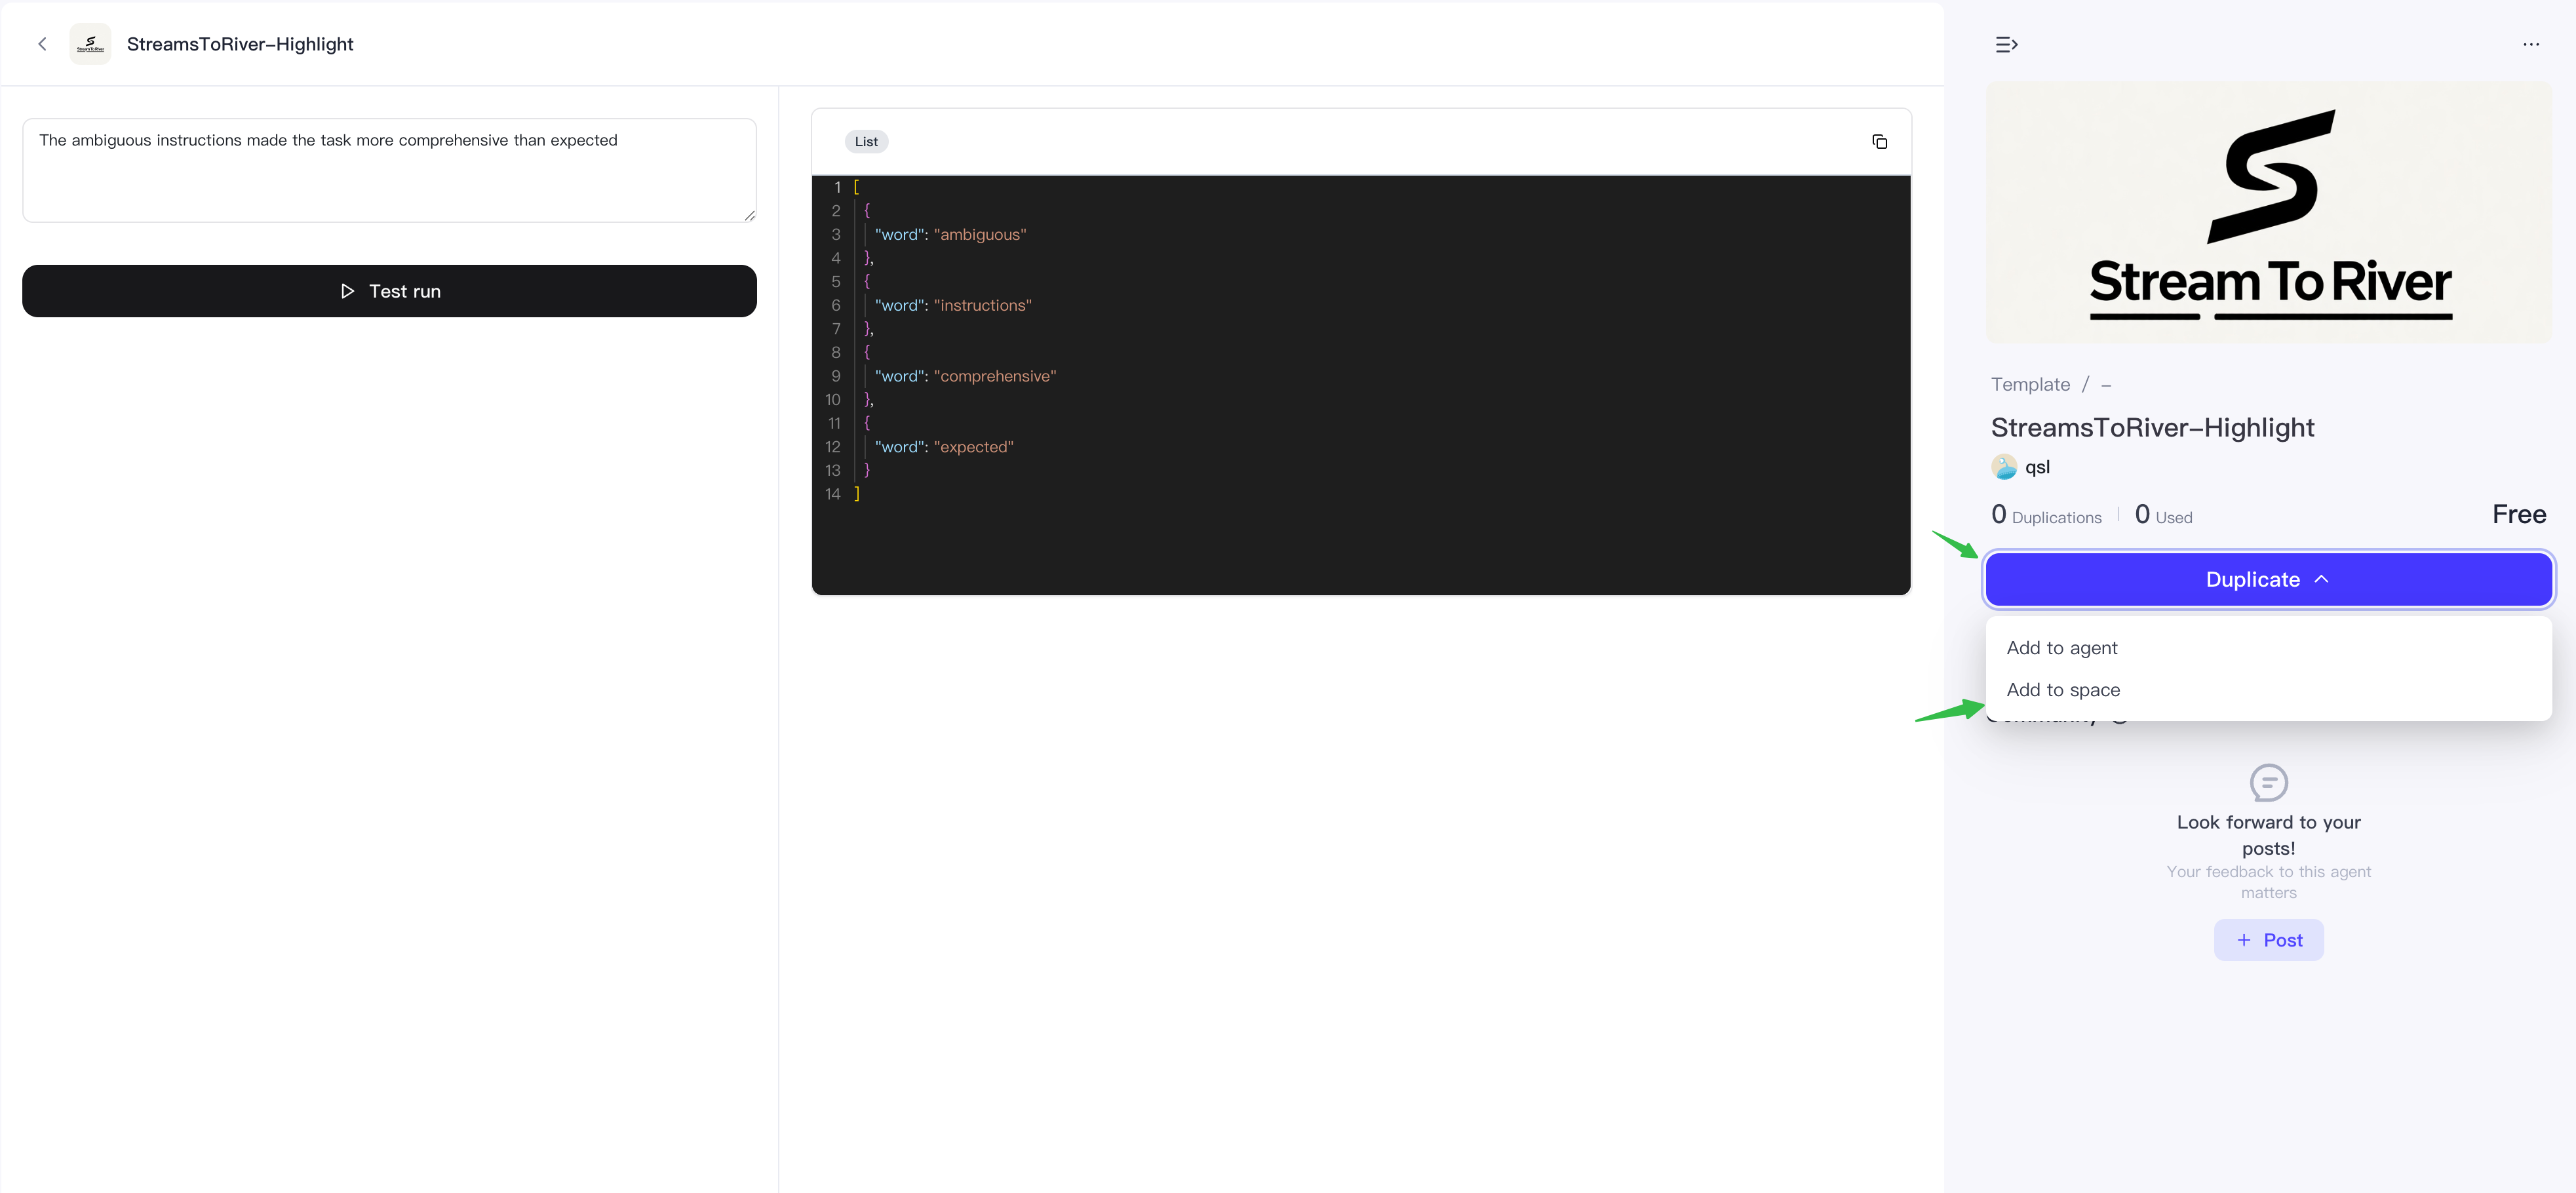 StreamsToRiver-Highlight
The ambiguous instructions made the task more comprehensive than expected
Test run
List
1 [
2 {
3 "word": "ambiguous"
4 },
5 {
6 "word": "instructions"
7 },
8 {
9 "word": "comprehensive"
10 },
11 {
12 "word": "expected"
13 }
14 ]
Stream To River
Template / –
StreamsToRiver-Highlight
qsl
0 Duplications | 0 Used
Free
Duplicate
Add to agent
Add to space
Look forward to your
posts!
Your feedback to this agent
matters
+ Post